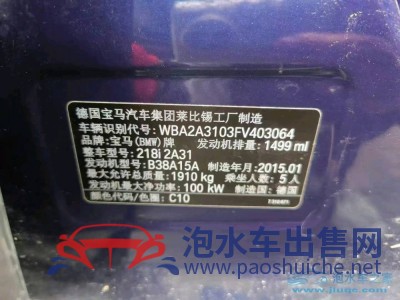 德国宝马汽车集团莱比锡工厂制造
车辆识别代号:WBA2A3103FV403064
品牌:宝马(BMW)牌 发动机排量:1499 ml
整车型号:218i 2A31
发动机型号:B38A15A 制造年月:2015.01
最大允许总质量:1910 kg 乘坐人数:5人
发动机最大净功率:100 kW 制造国:德国
颜色代码/色图:C10
泡水车出售网
www.paoshuiche.net